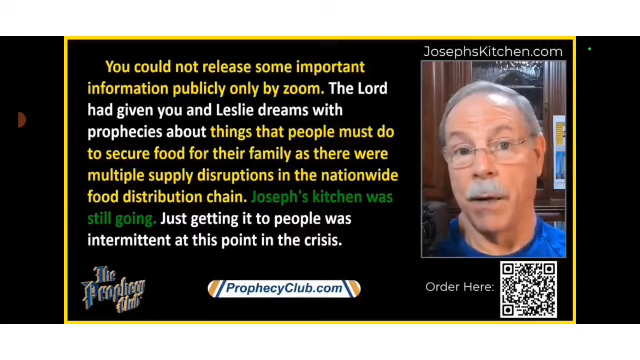 JosephsKitchen.com
You could not release some important
information publicly only by zoom. The Lord
had given you and Leslie dreams with
prophecies about things that people must do
to secure food for their family as there were
multiple supply disruptions in the nationwide
food distribution chain. Joseph's kitchen was
still going. Just getting it to people was
intermittent at this point in the crisis.
The
Prophecy
Club
ProphecyClub.com
Order Here: